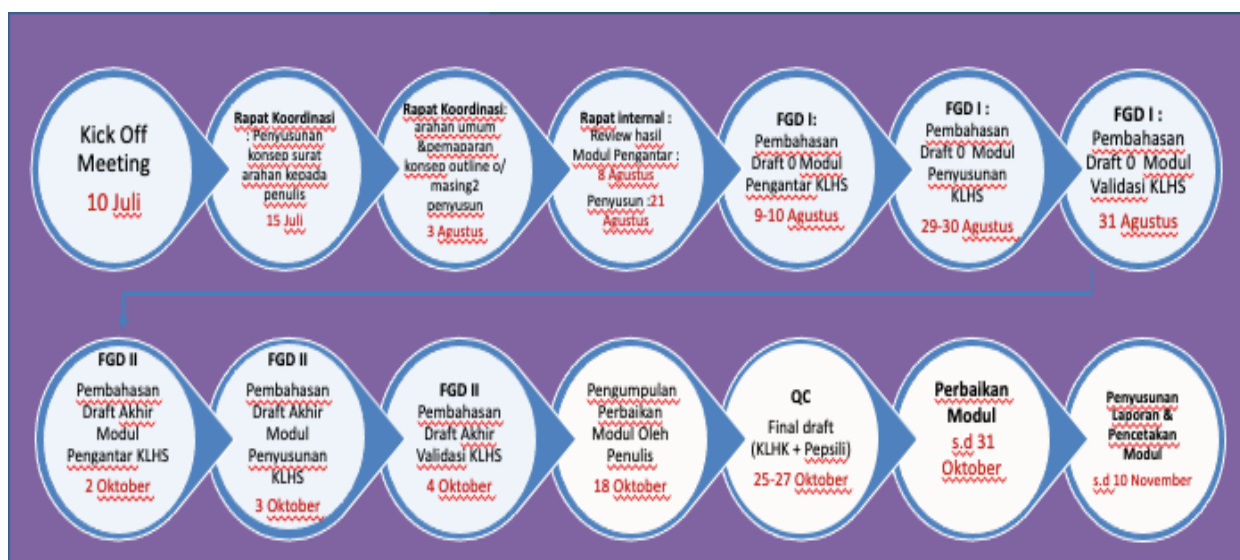 Kick Off
Meeting
10 Juli
Rapat Koordinasi
: Penyusunan
konsep surat
arahan kepada
penulis
15 Juli
Rapat Koordinasi:
arahan umum
&pemaparan
konsep outline o/
masing2
penyusun
3 Agustus
Rapat internal :
Review hasil
Modul Pengantar :
8 Agustus
Penyusun :21
Agustus
FGD I:
Pembahasan
Draft 0 Modul
Pengantar KLHS
9-10 Agustus
FGD I :
Pembahasan
Draft 0 Modul
Penyusunan
KLHS
29-30 Agustus
FGD I :
Pembahasan
Draft 0 Modul
Validasi KLHS
31 Agustus
FGD II
Pembahasan
Draft Akhir
Modul
Pengantar KLHS
2 Oktober
FGD II
Pembahasan
Draft Akhir
Modul
Penyusunan
KLHS
3 Oktober
FGD II
Pembahasan
Draft Akhir
Validasi KLHS
4 Oktober
Pengumpulan
Perbaikan
Modul Oleh
Penulis
18 Oktober
QC
Final draft
(KLHK + Pepsili)
25-27 Oktober
Perbaikan
Modul
s.d 31
Oktober
Penyusunan
Laporan &
Pencetakan
Modul
s.d 10 November